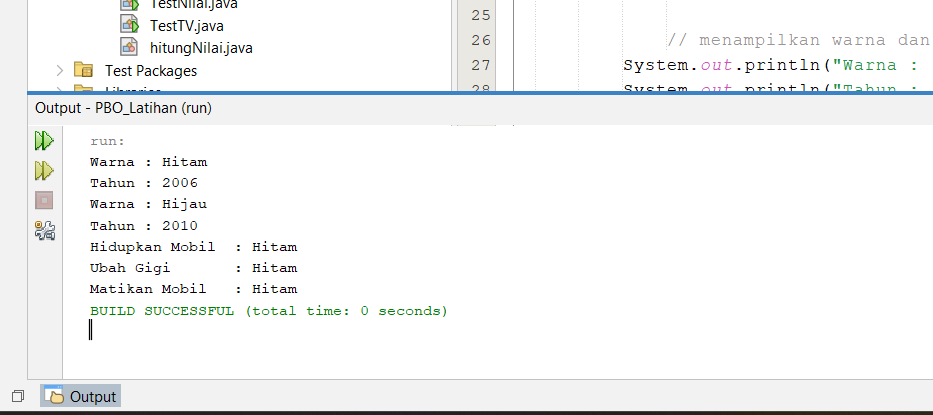 TestNilai.java
TestTV.java
hitungNilai.java
Test Packages
Libraries
25
26 // menampilkan warna dan
27 System.out.println("Warna :
28 System.out.println("Tahun :
Output - PBO_Latihan (run)
run:
Warna : Hitam
Tahun : 2006
Warna : Hijau
Tahun : 2010
Hidupkan Mobil : Hitam
Ubah Gigi : Hitam
Matikan Mobil : Hitam
BUILD SUCCESSFUL (total time: 0 seconds)
Output